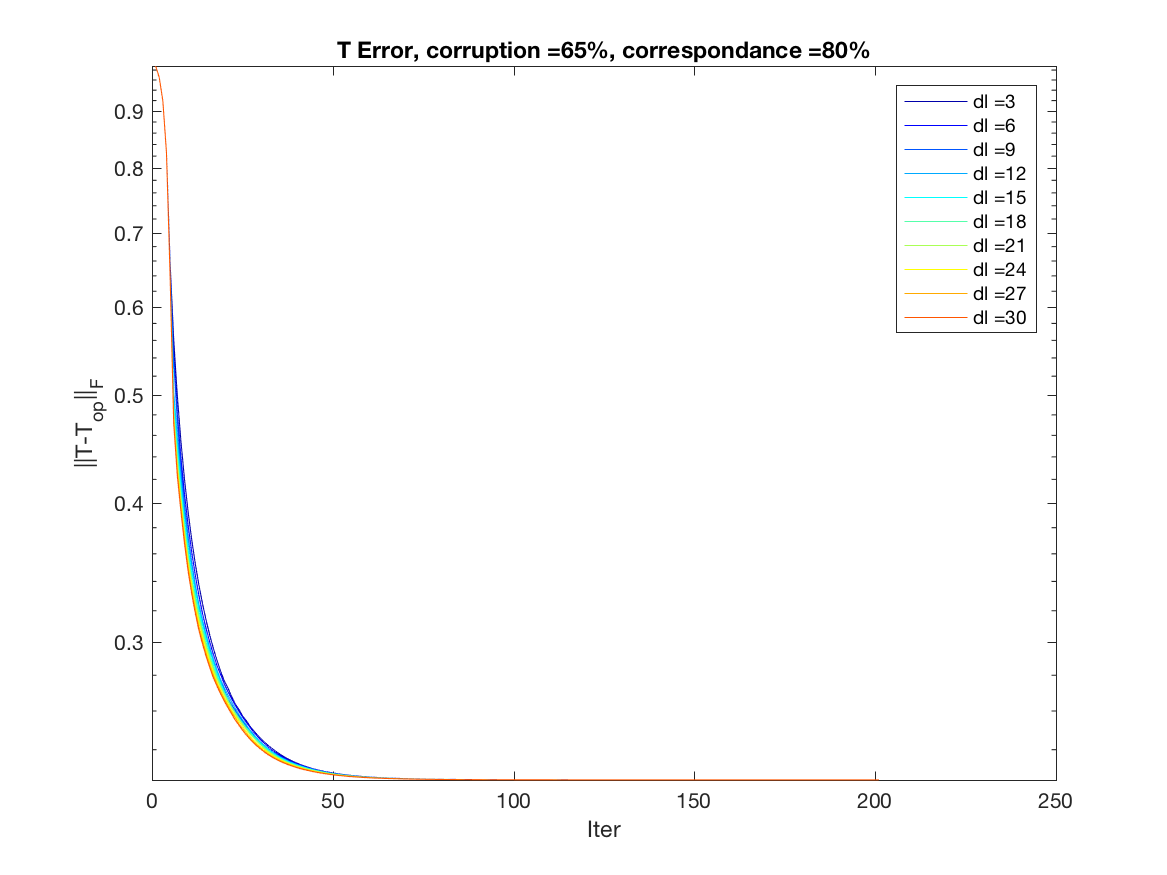 T Error, corruption =65%, correspondance =80%
||T-T_op||_F
0.9
0.8
0.7
0.6
0.5
0.4
0.3
0
50
100
150
200
250
Iter
dl =3
dl =6
dl =9
dl =12
dl =15
dl =18
dl =21
dl =24
dl =27
dl =30